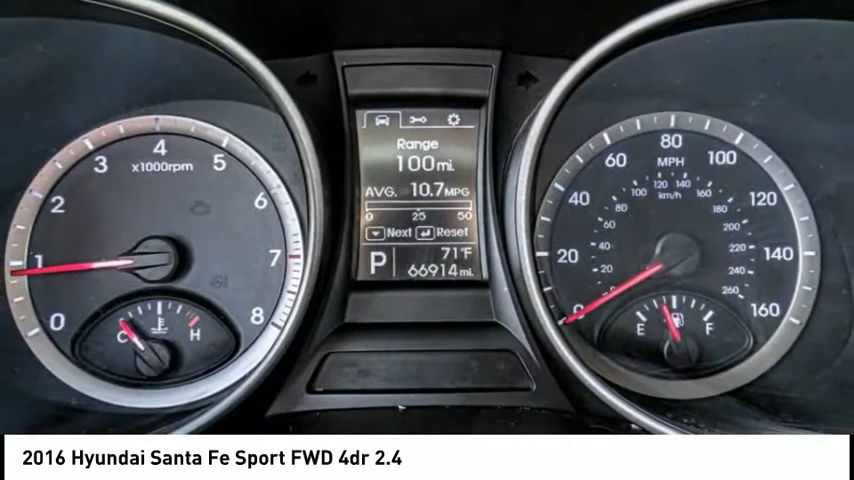 4
3
5
x1000rpm
2
6
1
7
0
8
C
H
Range
100mi.
AVG. 10.7MPG
0 25 50
Next Reset
71°F
P
66914mi.
80
60
MPH
100
120 140
100 160
km/h
40
80
180
120
60
200
40
220
20
140
20
240
0
260
160
E
F
2016 Hyundai Santa Fe Sport FWD 4dr 2.4